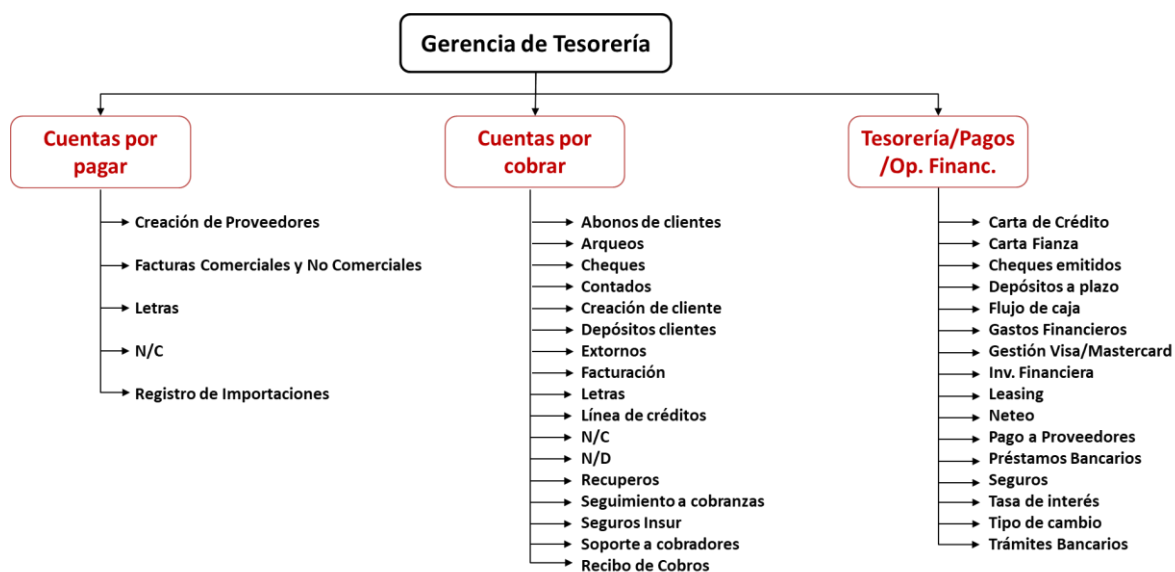 Gerencia de Tesorería
Cuentas por
pagar
Creación de Proveedores
Facturas Comerciales y No Comerciales
Letras
N/C
Registro de Importaciones
Cuentas por
cobrar
Abonos de clientes
Arqueos
Cheques
Contados
Creación de cliente
Depósitos clientes
Extornos
Facturación
Letras
Línea de créditos
N/C
N/D
Recuperos
Seguimiento a cobranzas
Seguros Insur
Soporte a cobradores
Recibo de Cobros
Tesorería/Pagos
/Op. Financ.
Carta de Crédito
Carta Fianza
Cheques emitidos
Depósitos a plazo
Flujo de caja
Gastos Financieros
Gestión Visa/Mastercard
Inv. Financiera
Leasing
Neteo
Pago a Proveedores
Préstamos Bancarios
Seguros
Tasa de interés
Tipo de cambio
Trámites Bancarios